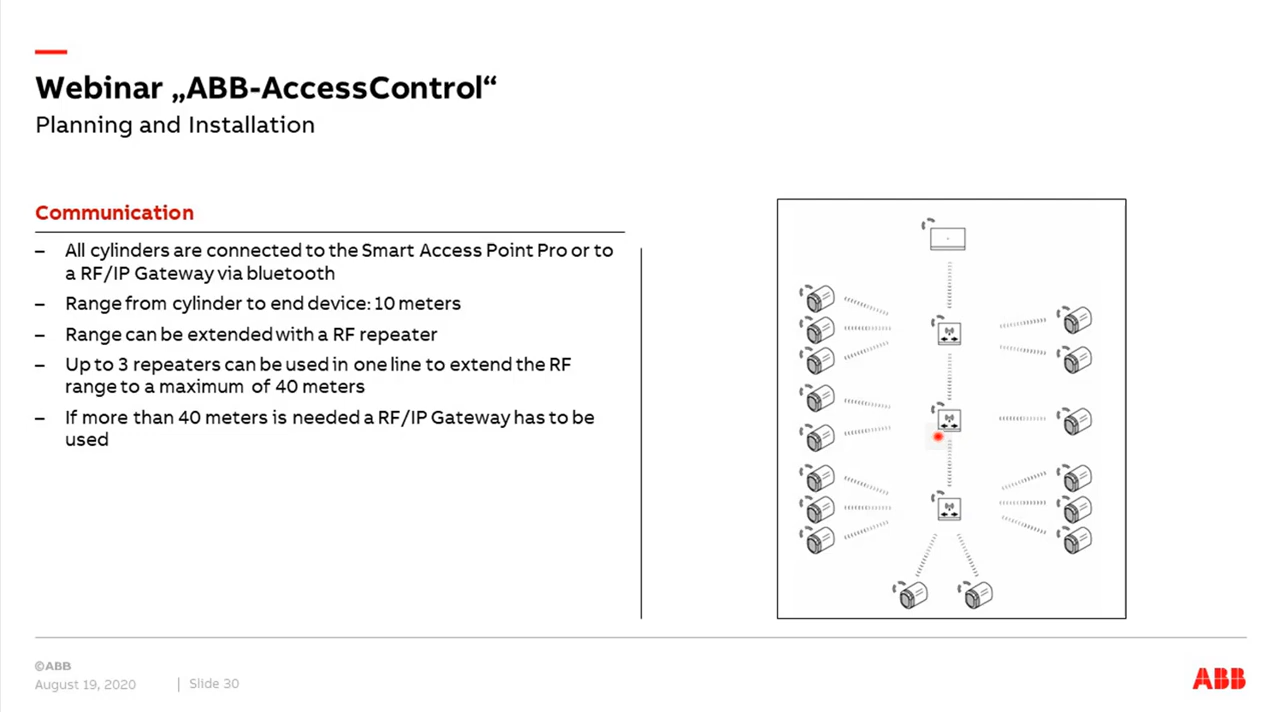 Webinar „ABB-AccessControl“
Planning and Installation
Communication
– All cylinders are connected to the Smart Access Point Pro or to
a RF/IP Gateway via bluetooth
– Range from cylinder to end device: 10 meters
– Range can be extended with a RF repeater
– Up to 3 repeaters can be used in one line to extend the RF
range to a maximum of 40 meters
– If more than 40 meters is needed a RF/IP Gateway has to be
used
©ABB
August 19, 2020 | Slide 30
ABB